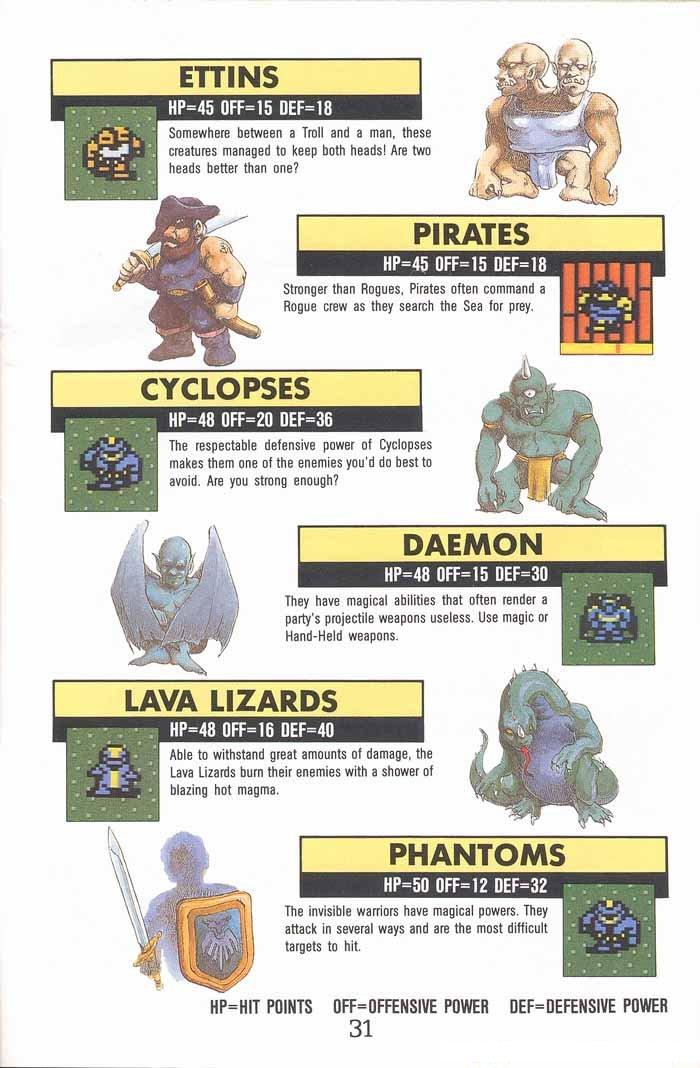 ETTINS
HP=45 OFF=15 DEF=18
Somewhere between a Troll and a man, these
creatures managed to keep both heads! Are two
heads better than one?
PIRATES
HP=45 OFF=15 DEF=18
Stronger than Rogues, Pirates often command a
Rogue crew as they search the Sea for prey.
CYCLOPSES
HP=48 OFF=20 DEF=36
The respectable defensive power of Cyclopses
makes them one of the enemies you'd do best to
avoid. Are you strong enough?
DAEMON
HP=48 OFF=15 DEF=30
They have magical abilities that often render a
party's projectile weapons useless. Use magic or
Hand-Held weapons.
LAVA LIZARDS
HP=48 OFF=16 DEF=40
Able to withstand great amounts of damage, the
Lava Lizards burn their enemies with a shower of
blazing hot magma.
PHANTOMS
HP=50 OFF=12 DEF=32
The invisible warriors have magical powers. They
attack in several ways and are the most difficult
targets to hit.
HP=HIT POINTS OFF=OFFENSIVE POWER DEF=DEFENSIVE POWER
31